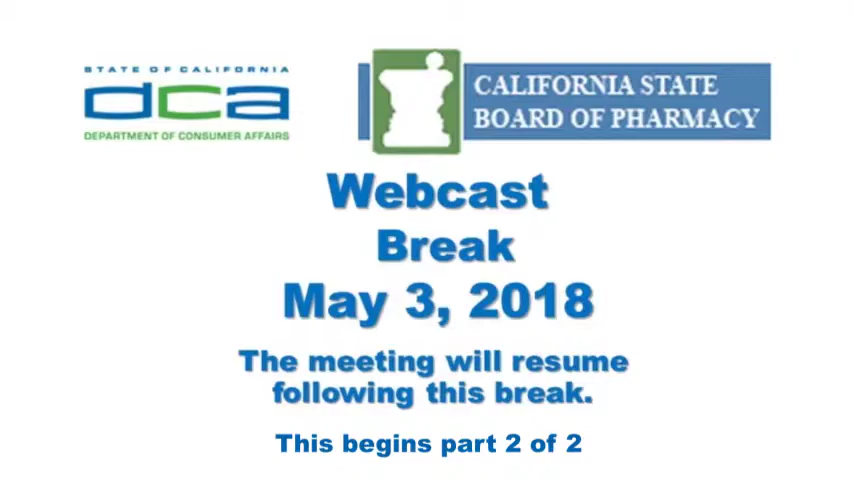 STATE OF CALIFORNIA
dca
DEPARTMENT OF CONSUMER AFFAIRS
CALIFORNIA STATE
BOARD OF PHARMACY
Webcast
Break
May 3, 2018
The meeting will resume
following this break.
This begins part 2 of 2